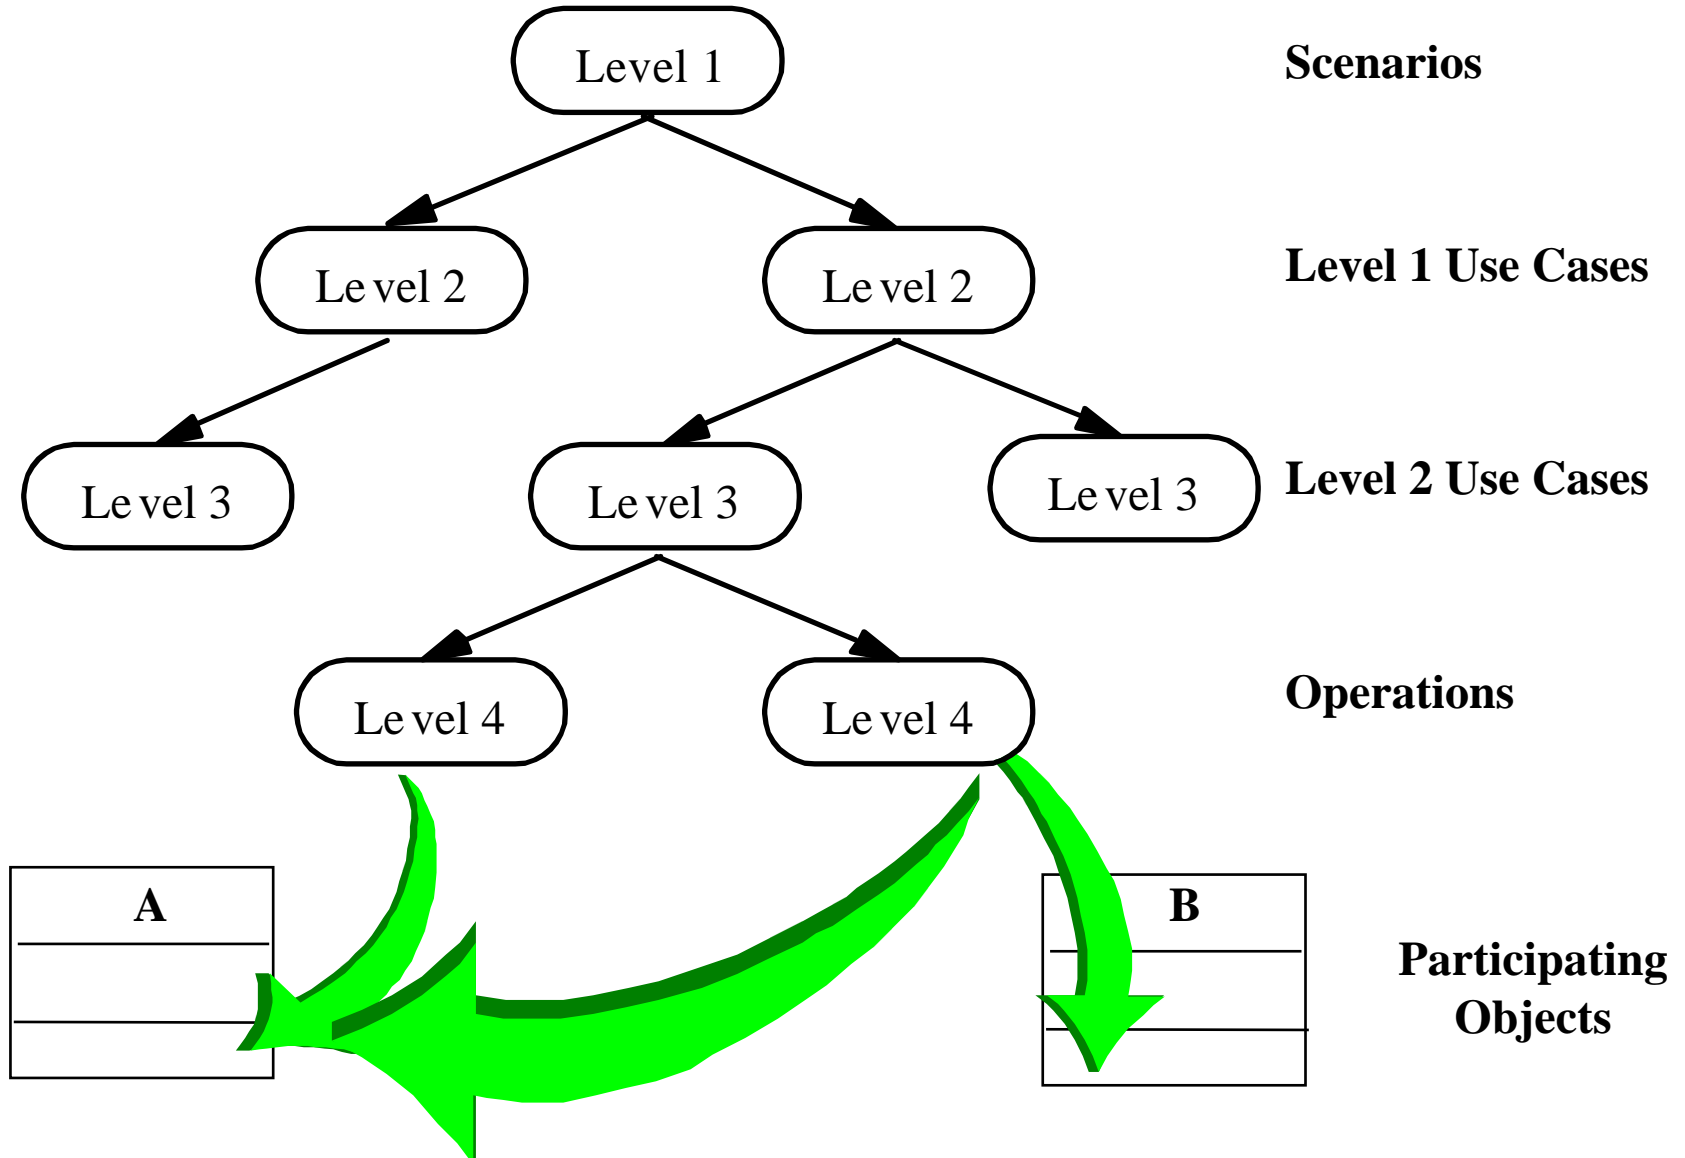 Level 1
Scenarios
Level 2
Level 2
Level 1 Use Cases
Level 3
Level 3
Level 3
Level 2 Use Cases
Level 4
Level 4
Operations
A
B
Participating
Objects